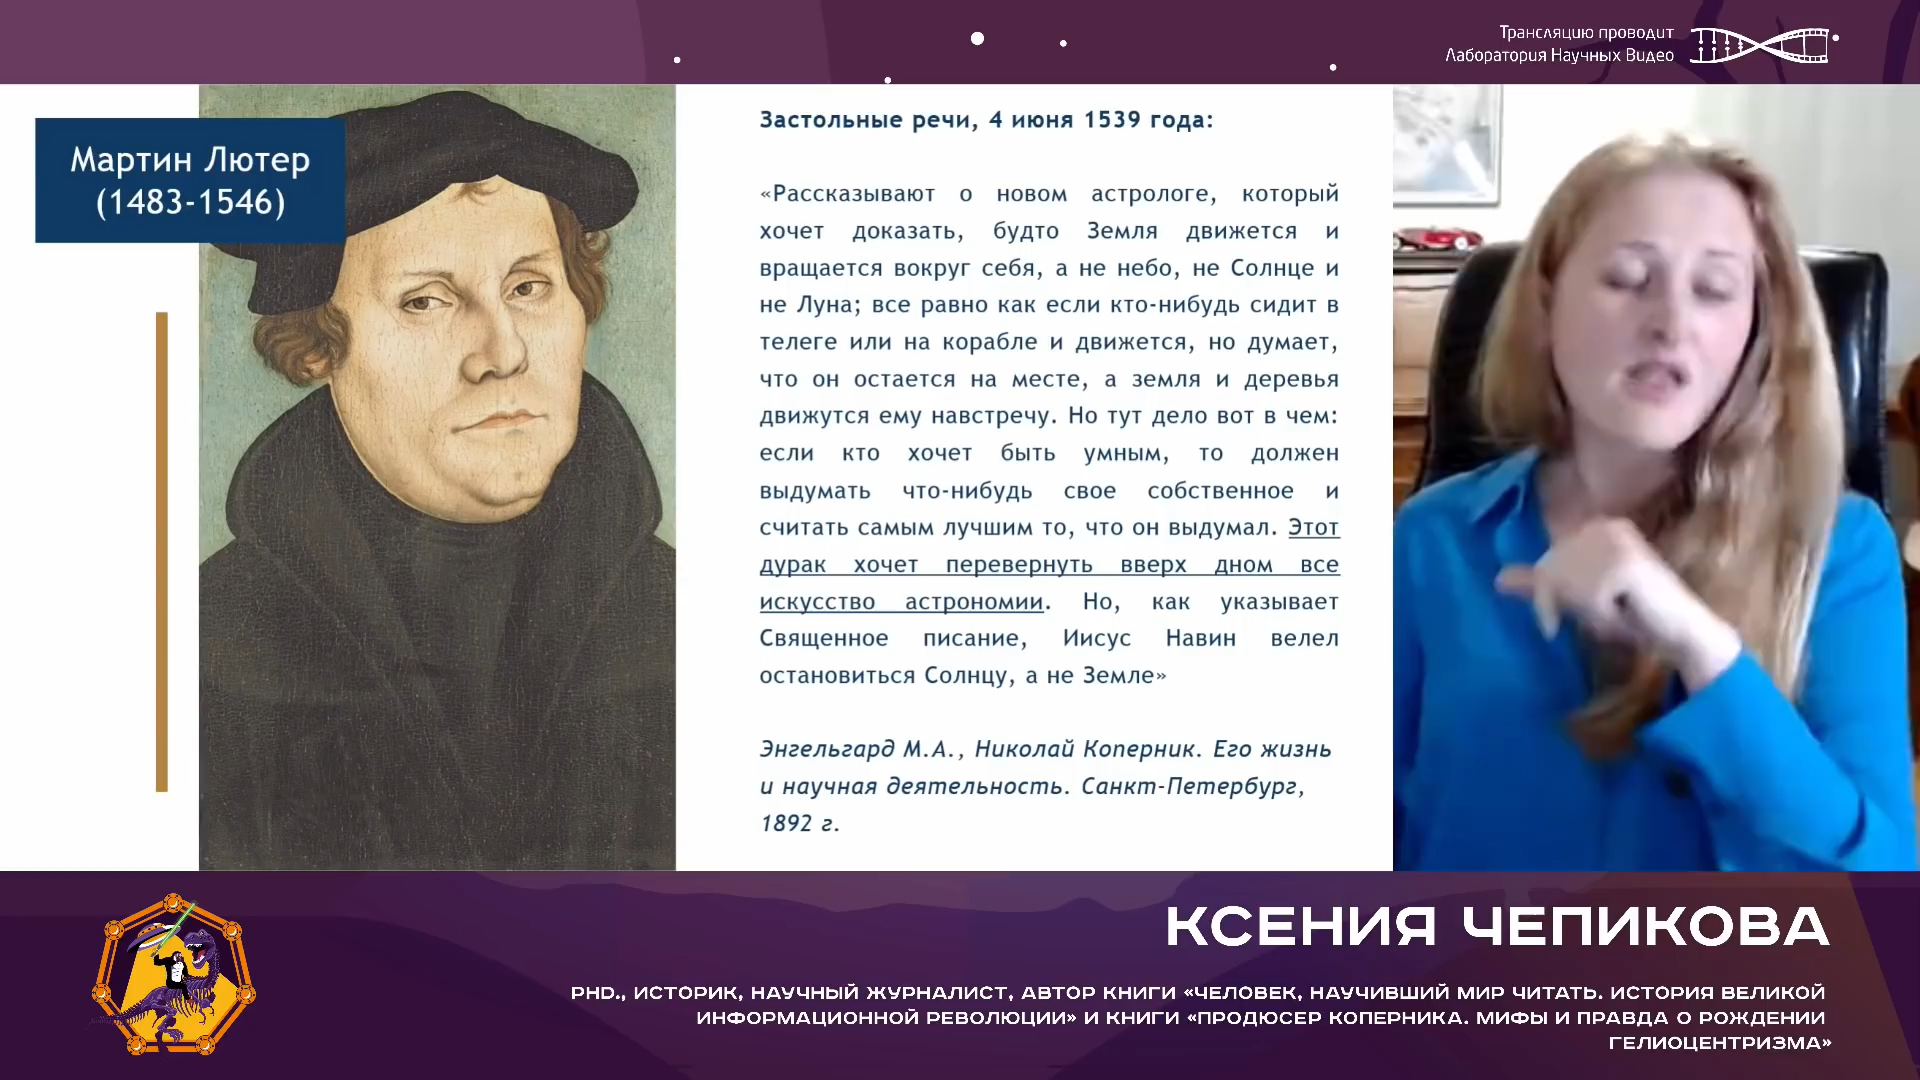 Трансляцию проводит
Лаборатория Научных Видео
Мартин Лютер
(1483-1546)
Застольные речи, 4 июня 1539 года:
«Рассказывают о новом астрологе, который
хочет доказать, будто Земля движется и
вращается вокруг себя, а не небо, не Солнце и
не Луна; все равно как если кто-нибудь сидит в
телеге или на корабле и движется, но думает,
что он остается на месте, а земля и деревья
движутся ему навстречу. Но тут дело вот в чем:
если кто хочет быть умным, то должен
выдумать что-нибудь свое собственное и
считать самым лучшим то, что он выдумал. Этот
дурак хочет перевернуть вверх дном все
искусство астрономии. Но, как указывает
Священное писание, Иисус Навин велел
остановиться Солнцу, а не Земле»
Энгельгард М.А., Николай Коперник. Его жизнь
и научная деятельность. Санкт-Петербург,
1892 г.
КСЕНИЯ ЧЕПИКОВА
PHD., ИСТОРИК, НАУЧНЫЙ ЖУРНАЛИСТ, АВТОР КНИГИ «ЧЕЛОВЕК, НАУЧИВШИЙ МИР ЧИТАТЬ. ИСТОРИЯ ВЕЛИКОЙ
ИНФОРМАЦИОННОЙ РЕВОЛЮЦИИ» И КНИГИ «ПРОДЮСЕР КОПЕРНИКА. МИФЫ И ПРАВДА О РОЖДЕНИИ
ГЕЛИОЦЕНТРИЗМА»